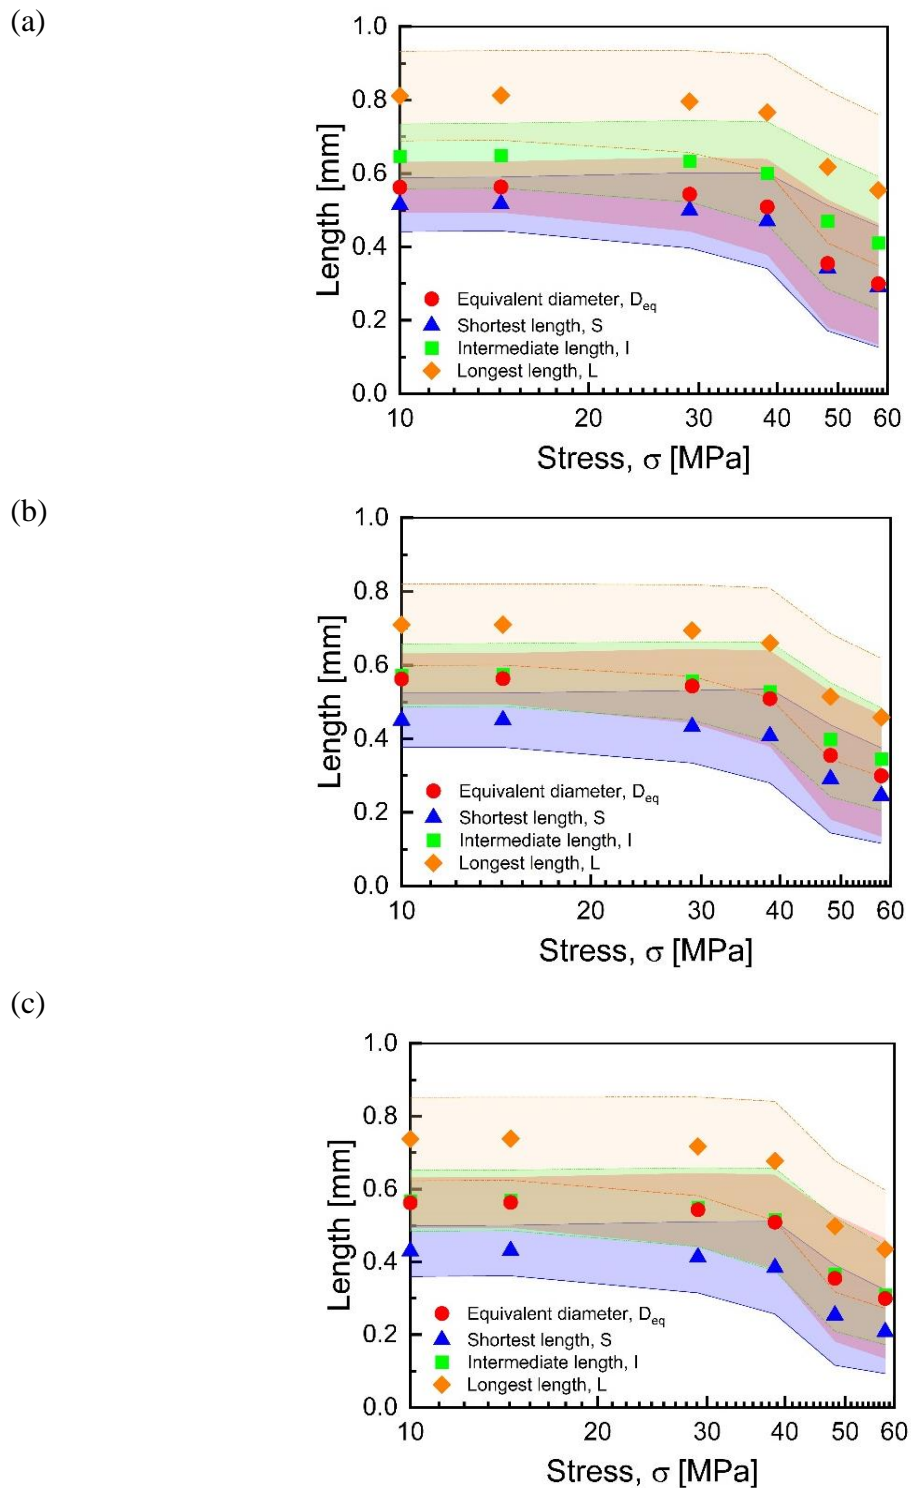 (a)
1.0
0.8
0.6
0.4
0.2
0.0
Length [mm]
Equivalent diameter, Deq
Shortest length, S
Intermediate length, I
Longest length, L
10 20 30 40 50 60
Stress, σ [MPa]
(b)
1.0
0.8
0.6
0.4
0.2
0.0
Length [mm]
Equivalent diameter, Deq
Shortest length, S
Intermediate length, I
Longest length, L
10 20 30 40 50 60
Stress, σ [MPa]
(c)
1.0
0.8
0.6
0.4
0.2
0.0
Length [mm]
Equivalent diameter, Deq
Shortest length, S
Intermediate length, I
Longest length, L
10 20 30 40 50 60
Stress, σ [MPa]